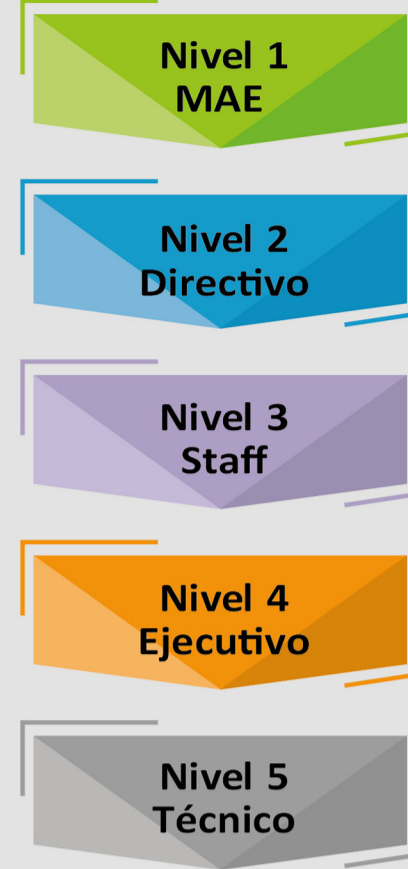 Nivel 1
MAE
Nivel 2
Directivo
Nivel 3
Staff
Nivel 4
Ejecutivo
Nivel 5
Técnico